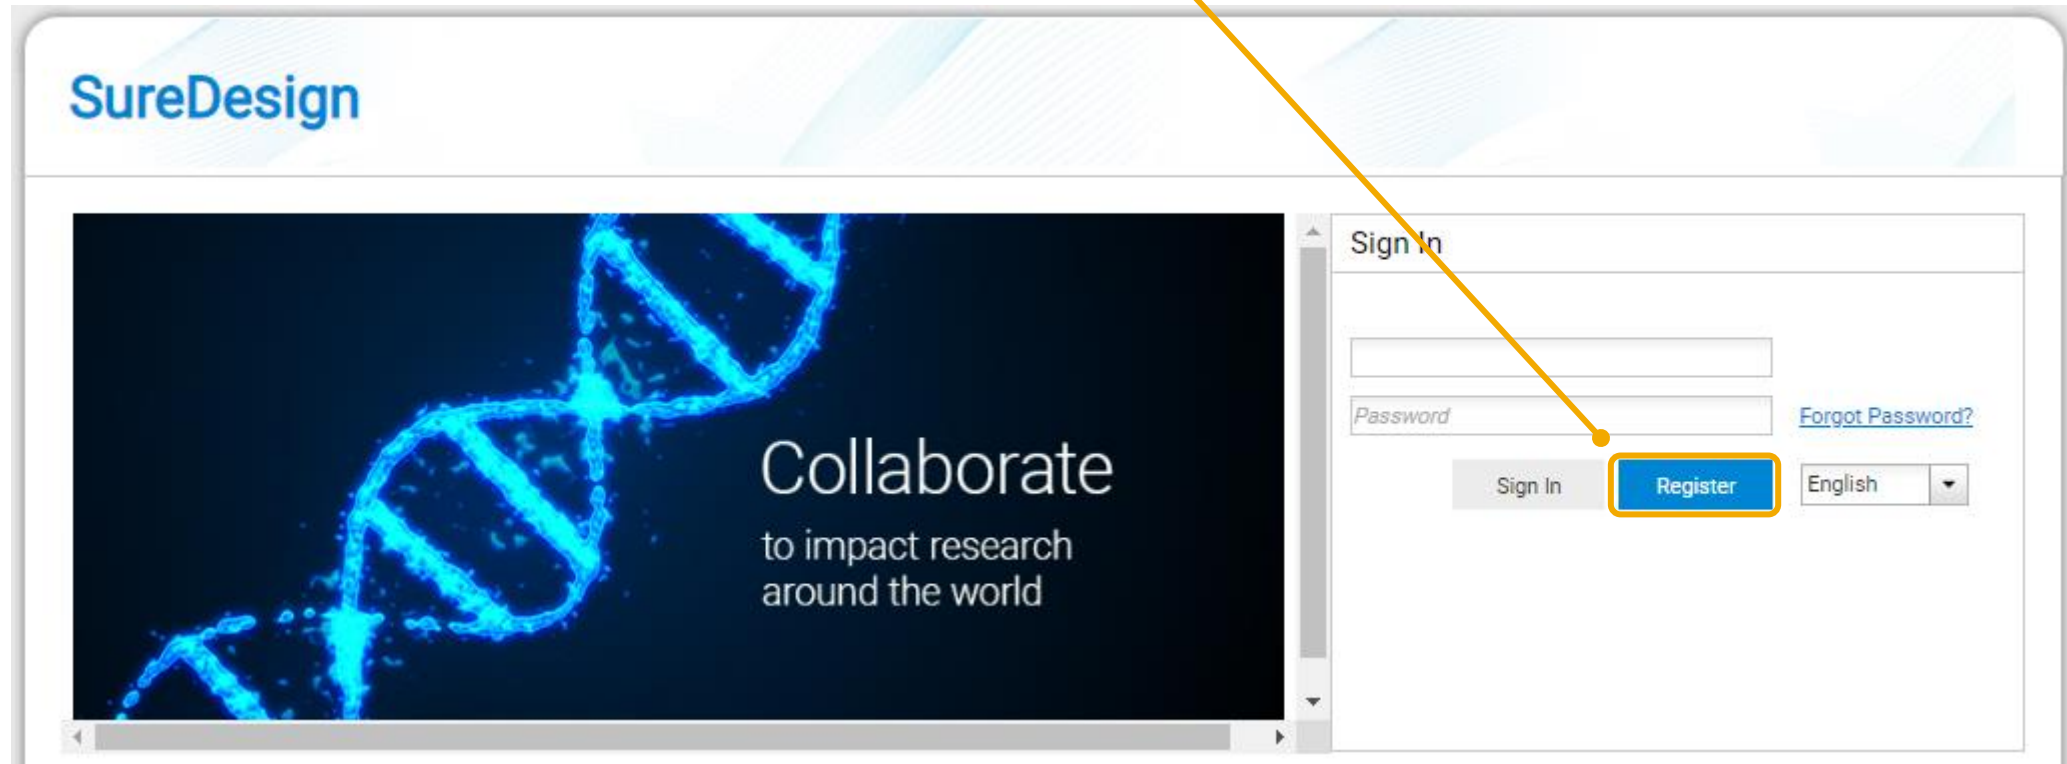 SureDesign
Collaborate
to impact research
around the world
Sign In
Password
Forgot Password?
Sign In
Register
English